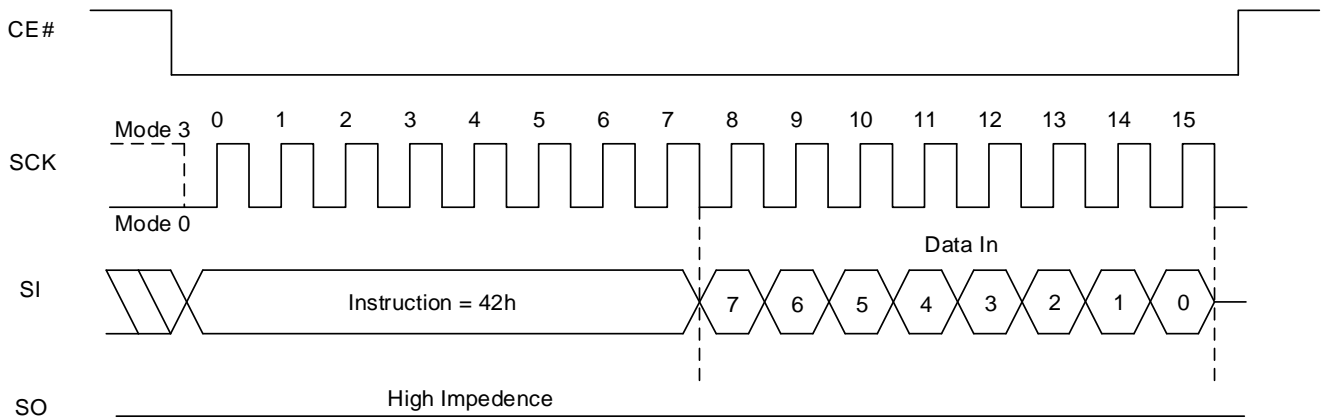 CE#
Mode 3
0 1 2 3 4 5 6 7 8 9 10 11 12 13 14 15
SCK
Mode 0
Data In
SI
Instruction = 42h
7 6 5 4 3 2 1 0
High Impedence
SO